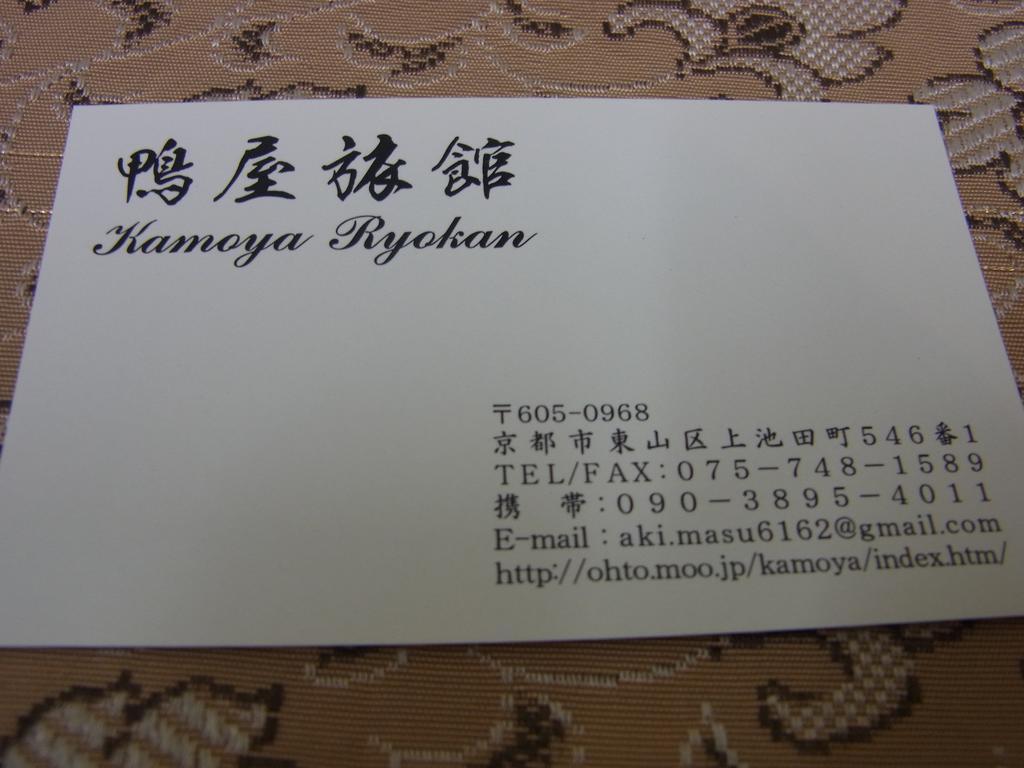 鴨屋旅館
Kamoya Ryokan
〒605-0968
京都市東山区上池田町546番1
TEL/FAX:075-748-1589
携　帯:090-3895-4011
E-mail:aki.masu6162@gmail.com
http://ohto.moo.jp/kamoya/index.htm/